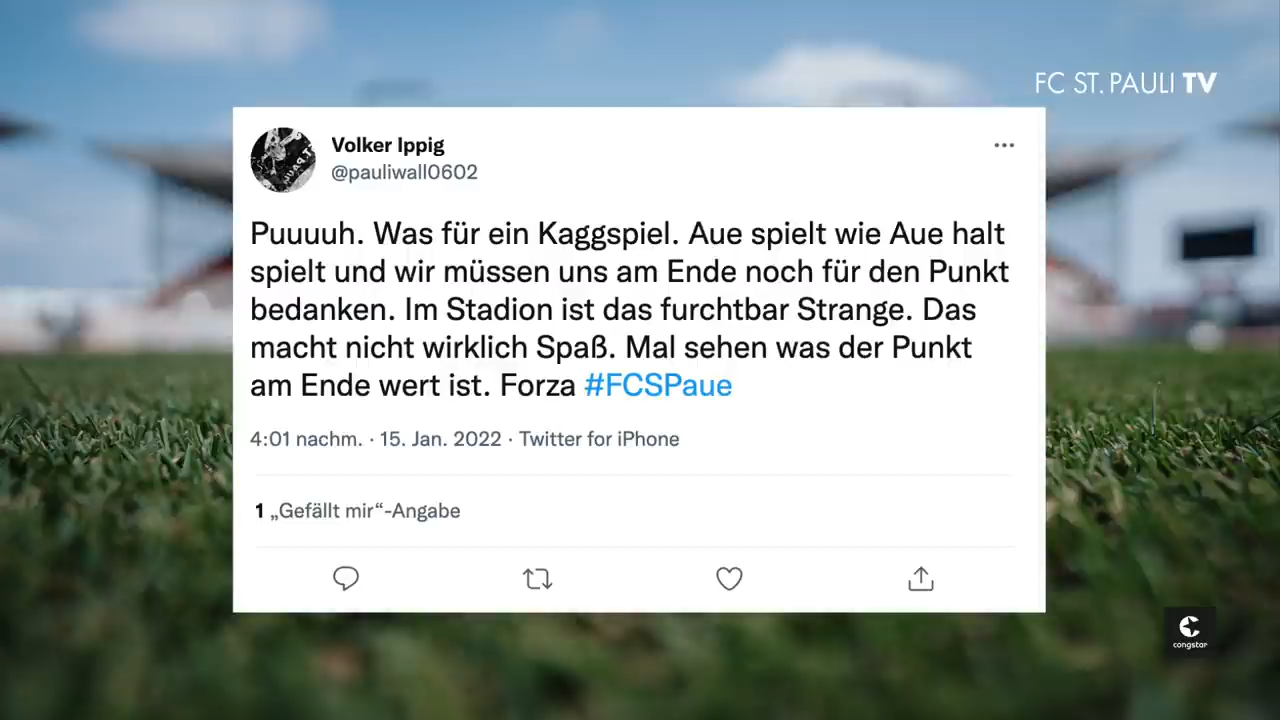 FC ST. PAULI TV
Volker Ippig
@pauliwall0602
Puuuuh. Was für ein Kaggspiel. Aue spielt wie Aue halt
spielt und wir müssen uns am Ende noch für den Punkt
bedanken. Im Stadion ist das furchtbar Strange. Das
macht nicht wirklich Spaß. Mal sehen was der Punkt
am Ende wert ist. Forza #FCSPaue
4:01 nachm. · 15. Jan. 2022 · Twitter for iPhone
1 „Gefällt mir“-Angabe
congstar